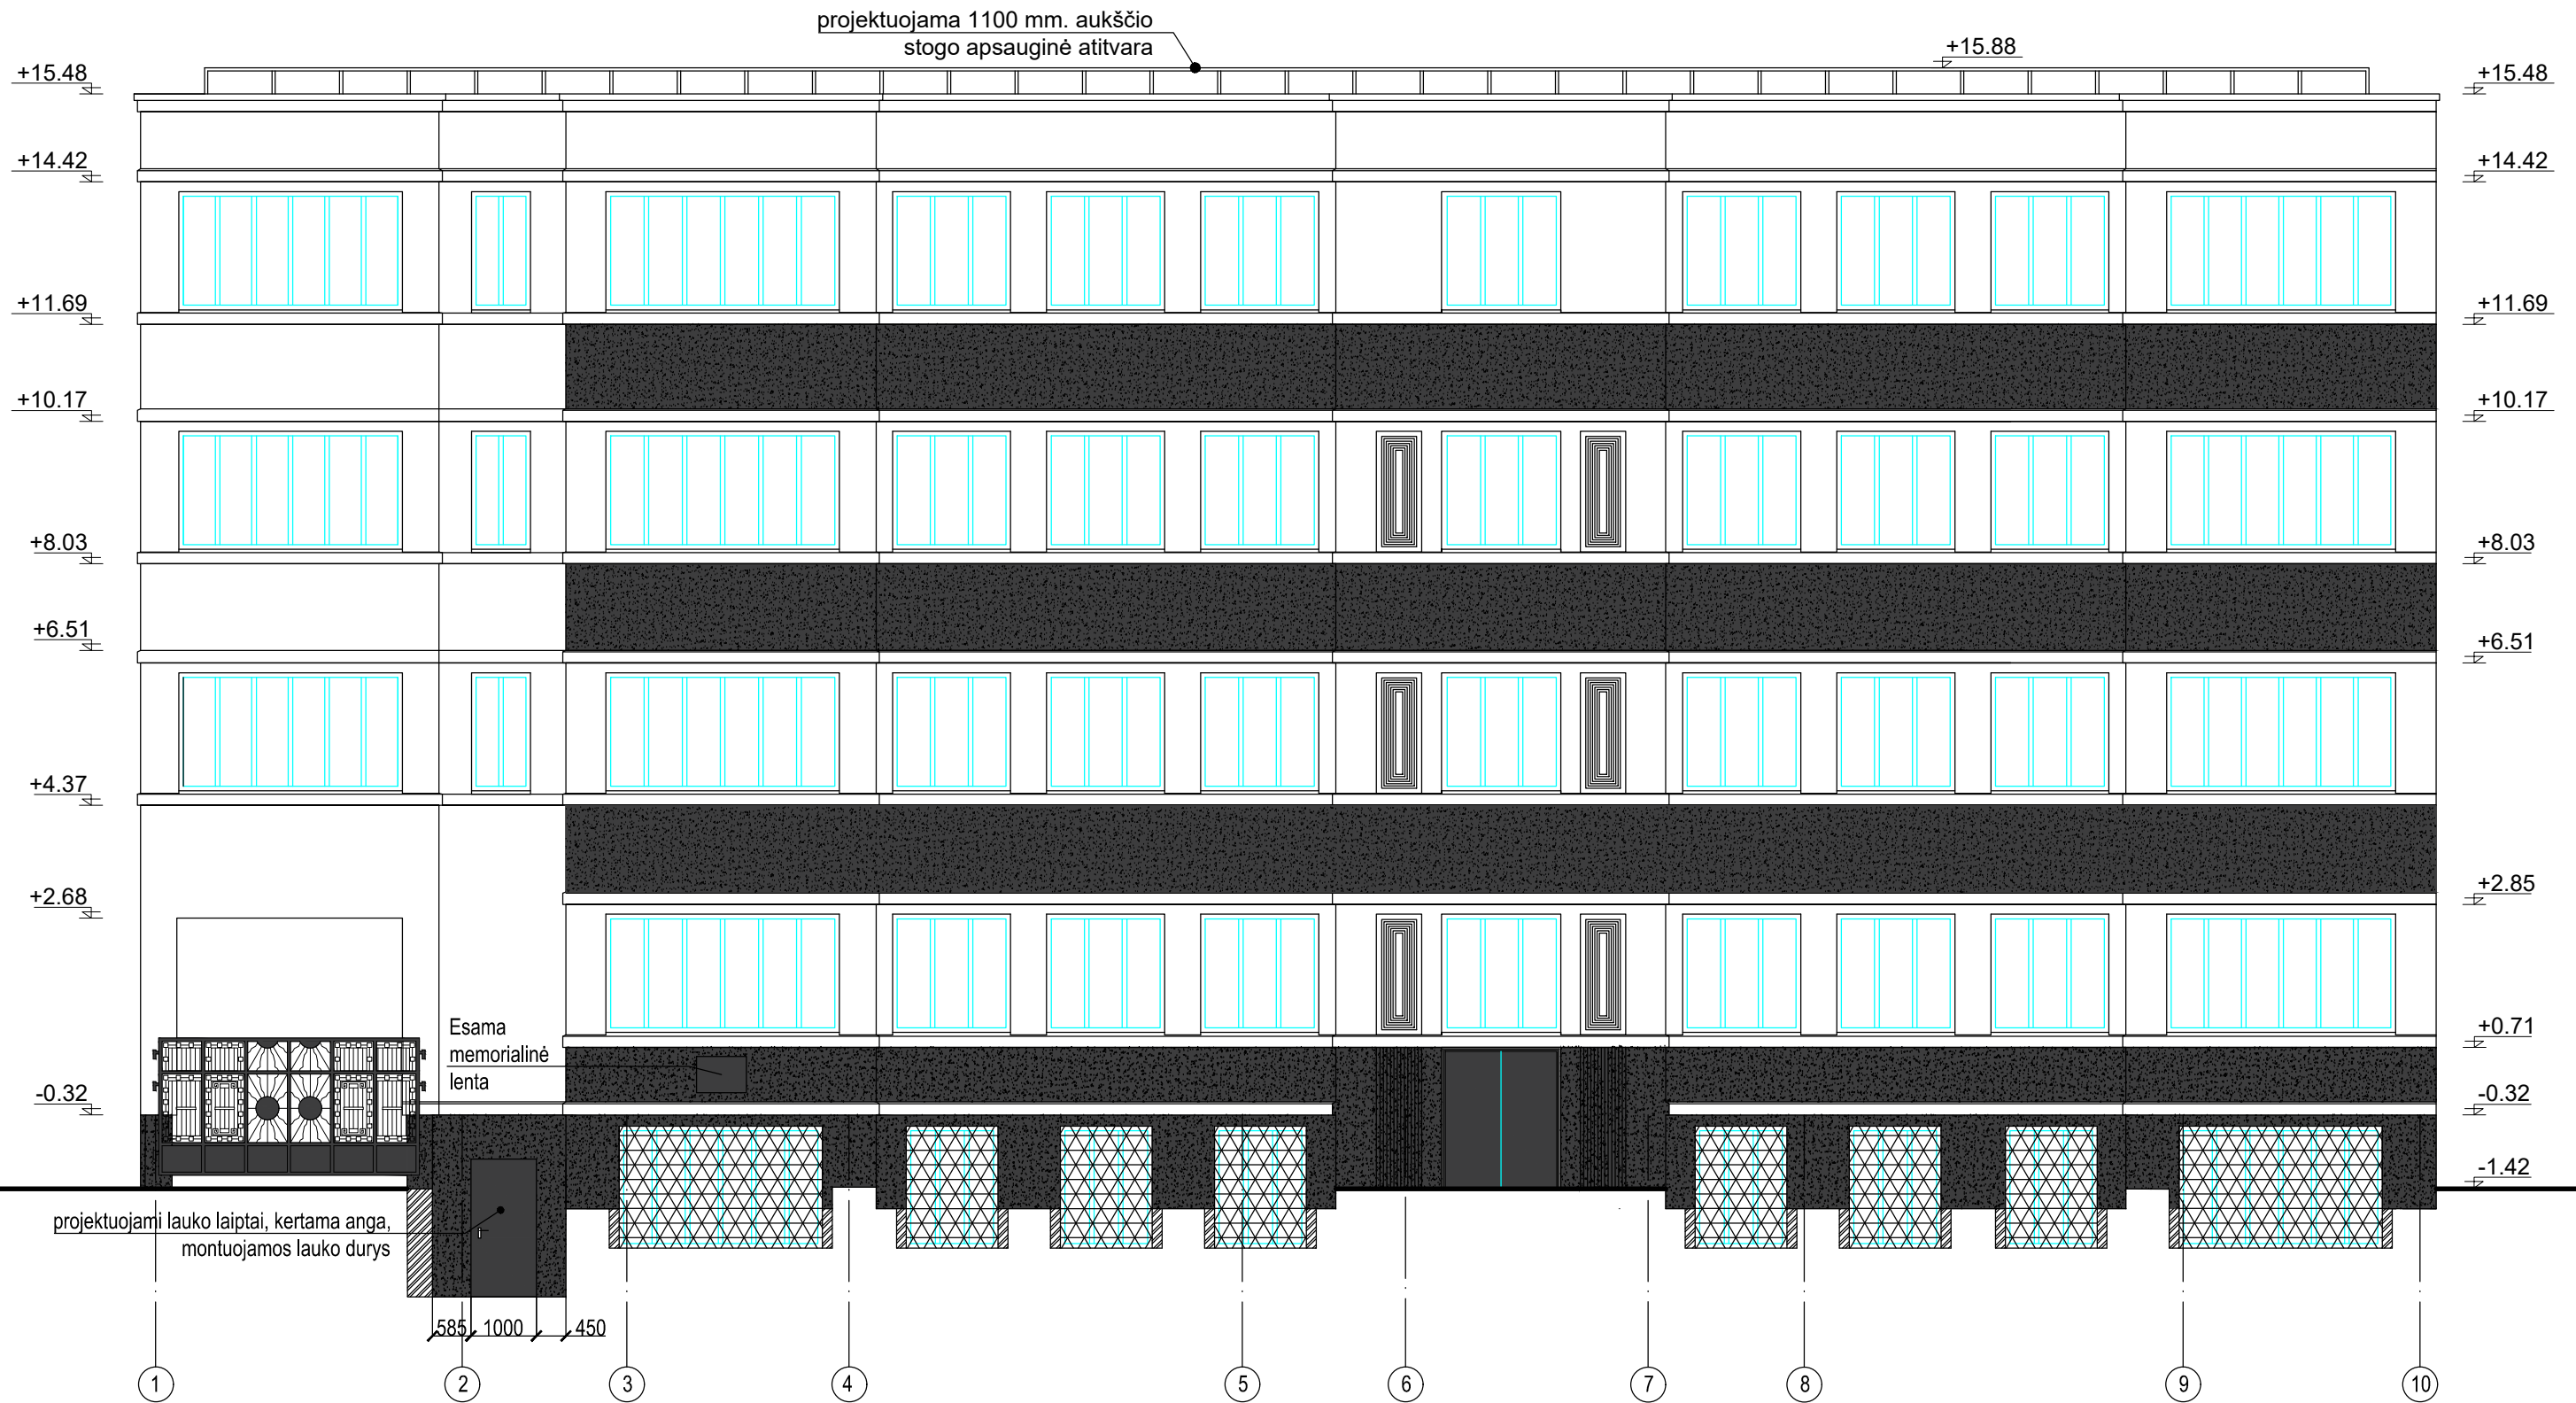 projektuojama 1100 mm. aukščio
stogo apsauginė atitvara
+15.88
+15.48
+15.48
+14.42
+14.42
+11.69
+11.69
+10.17
+10.17
+8.03
+8.03
+6.51
+6.51
+4.37
+2.68
+2.85
Esama
memorialinė
lenta
+0.71
-0.32
-0.32
-1.42
projektuojami lauko laiptai, kertama anga,
montuojamos lauko durys
585 1000 450
1 2 3 4 5 6 7 8 9 10